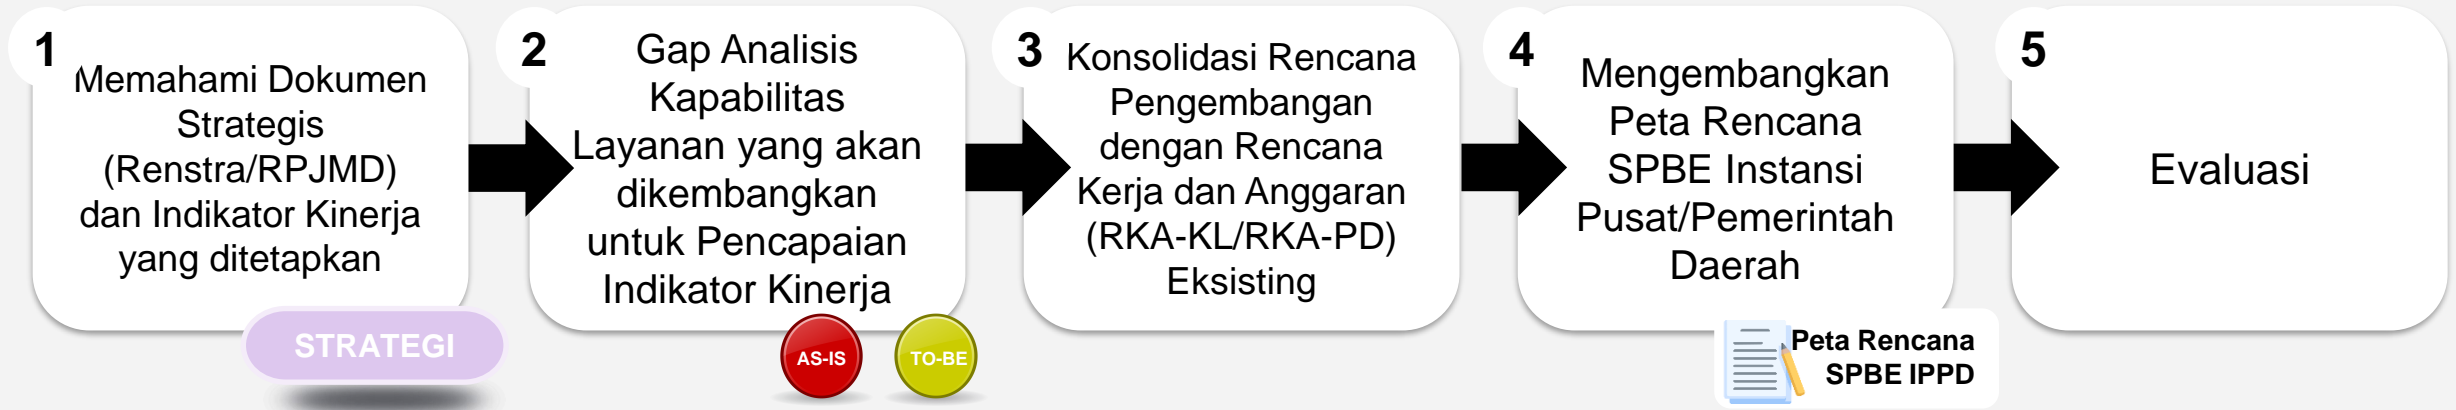 1
Memahami Dokumen
Strategis
(Renstra/RPJMD)
dan Indikator Kinerja
yang ditetapkan
STRATEGI
2
Gap Analisis
Kapabilitas
Layanan yang akan
dikembangkan
untuk Pencapaian
Indikator Kinerja
AS-IS
TO-BE
3
Konsolidasi Rencana
Pengembangan
dengan Rencana
Kerja dan Anggaran
(RKA-KL/RKA-PD)
Eksisting
4
Mengembangkan
Peta Rencana
SPBE Instansi
Pusat/Pemerintah
Daerah
Peta Rencana
SPBE IPPD
5
Evaluasi